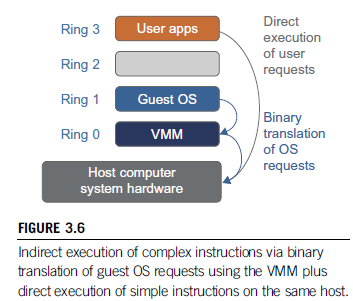 Ring 3
User apps
Direct
execution
of user
requests
Ring 2
Ring 1
Guest OS
Binary
translation
of OS
requests
Ring 0
VMM
Host computer
system hardware
FIGURE 3.6
Indirect execution of complex instructions via binary
translation of guest OS requests using the VMM plus
direct execution of simple instructions on the same host.